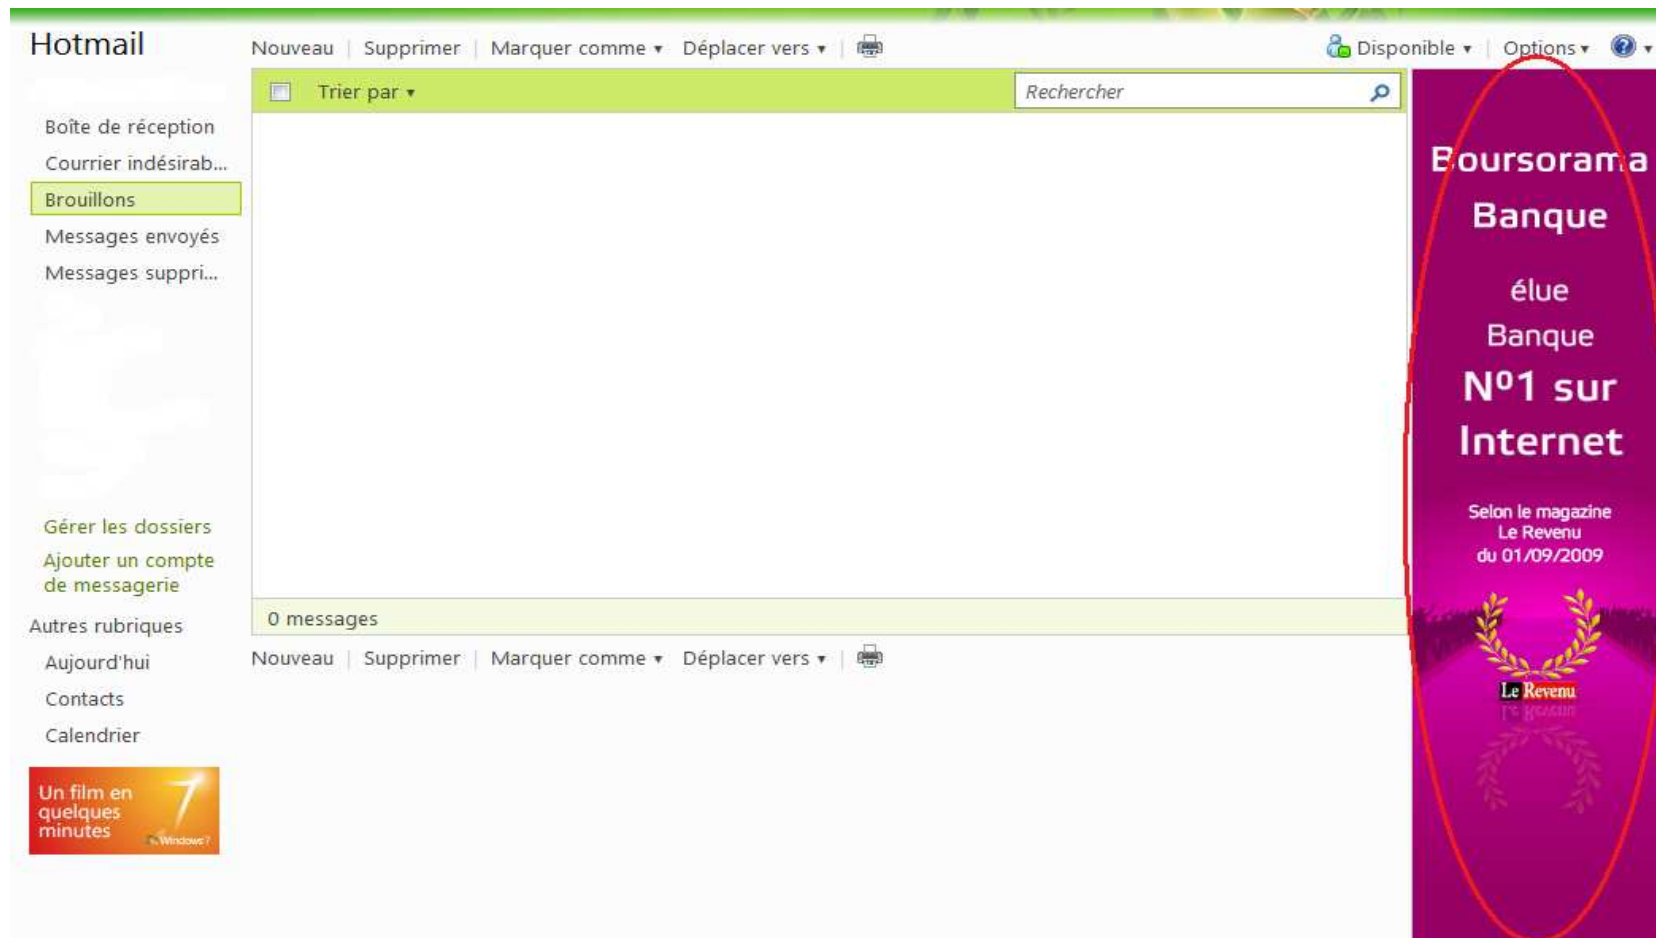 Hotmail
Nouveau | Supprimer | Marquer comme ▾ Déplacer vers ▾ |
Disponible ▾ | Options ▾
Trier par ▾
Rechercher
Boîte de réception
Courrier indésirab...
Brouillons
Messages envoyés
Messages suppri...
Gérer les dossiers
Ajouter un compte
de messagerie
Autres rubriques
Aujourd'hui
Contacts
Calendrier
Un film en
quelques
minutes
7
Windows 7
0 messages
Nouveau | Supprimer | Marquer comme ▾ Déplacer vers ▾ |
Boursorama
Banque
élue
Banque
Nº1 sur
Internet
Selon le magazine
Le Revenu
du 01/09/2009
Le Revenu